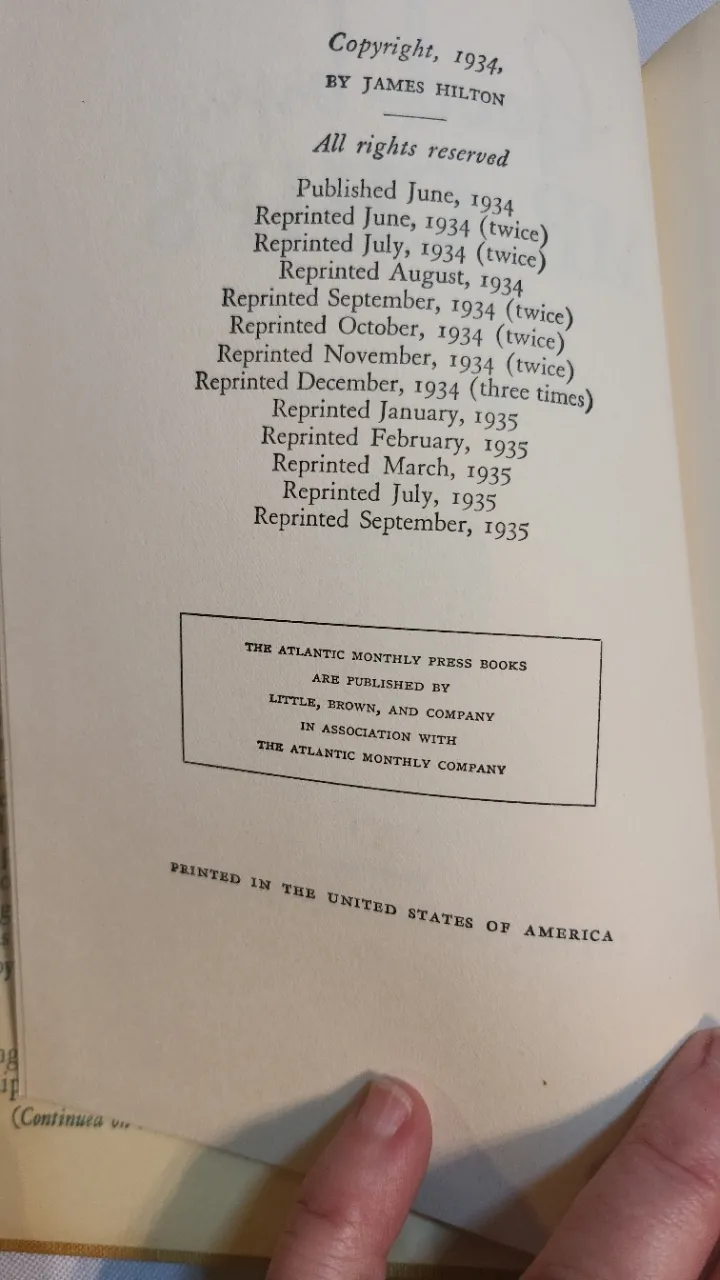 Copyright, 1934,
BY JAMES HILTON
All rights reserved
Published June, 1934
Reprinted June, 1934 (twice)
Reprinted July, 1934 (twice)
Reprinted August, 1934
Reprinted September, 1934 (twice)
Reprinted October, 1934 (twice)
Reprinted November, 1934 (twice)
Reprinted December, 1934 (three times)
Reprinted January, 1935
Reprinted February, 1935
Reprinted March, 1935
Reprinted July, 1935
Reprinted September, 1935
THE ATLANTIC MONTHLY PRESS BOOKS
ARE PUBLISHED BY
LITTLE, BROWN, AND COMPANY
IN ASSOCIATION WITH
THE ATLANTIC MONTHLY COMPANY
PRINTED IN THE UNITED STATES OF AMERICA
(Continued